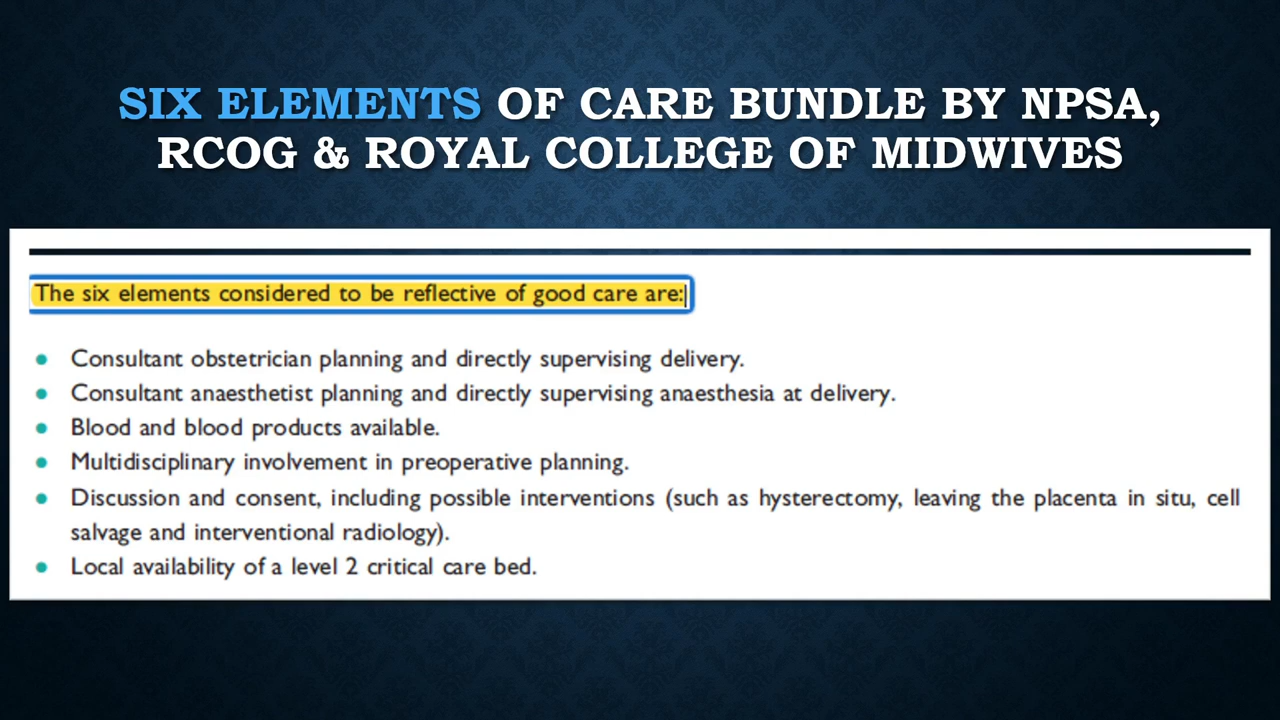 SIX ELEMENTS OF CARE BUNDLE BY NPSA,
RCOG & ROYAL COLLEGE OF MIDWIVES
The six elements considered to be reflective of good care are:
• Consultant obstetrician planning and directly supervising delivery.
• Consultant anaesthetist planning and directly supervising anaesthesia at delivery.
• Blood and blood products available.
• Multidisciplinary involvement in preoperative planning.
• Discussion and consent, including possible interventions (such as hysterectomy, leaving the placenta in situ, cell
salvage and interventional radiology).
• Local availability of a level 2 critical care bed.